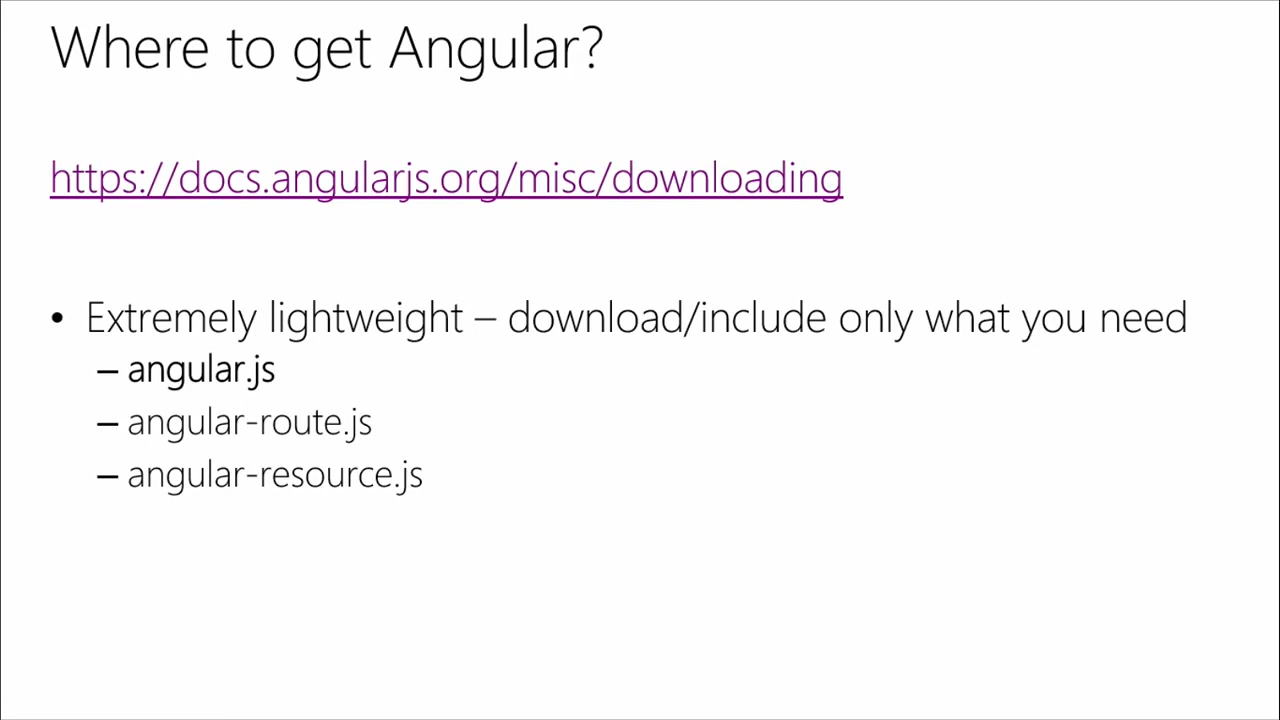 Where to get Angular?
https://docs.angularjs.org/misc/downloading
• Extremely lightweight – download/include only what you need
– angular.js
– angular-route.js
– angular-resource.js